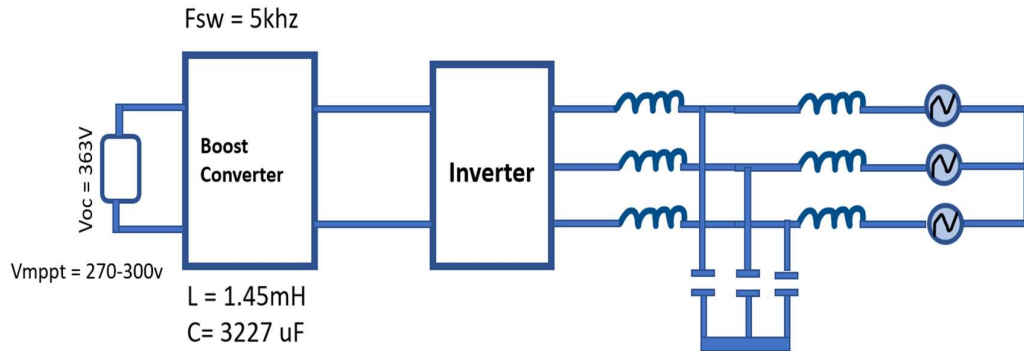 Fsw = 5khz
Voc = 363V
Boost
Converter
Inverter
Vmppt = 270-300v
L = 1.45mH
C= 3227 uF